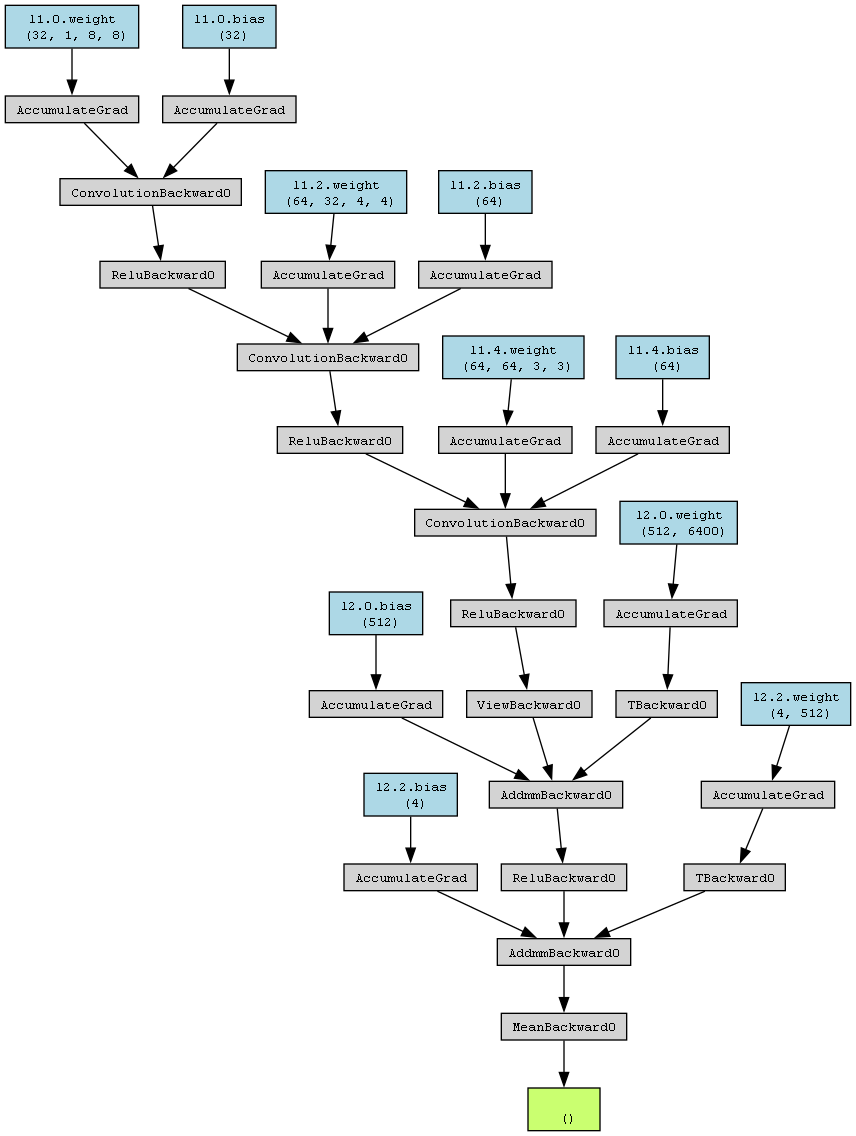 l1.0.weight
(32, 1, 8, 8)
l1.0.bias
(32)
AccumulateGrad
AccumulateGrad
ConvolutionBackward0
l1.2.weight
(64, 32, 4, 4)
l1.2.bias
(64)
ReluBackward0
AccumulateGrad
AccumulateGrad
ConvolutionBackward0
l1.4.weight
(64, 64, 3, 3)
l1.4.bias
(64)
ReluBackward0
AccumulateGrad
AccumulateGrad
ConvolutionBackward0
l2.0.weight
(512, 6400)
l2.0.bias
(512)
ReluBackward0
AccumulateGrad
AccumulateGrad
ViewBackward0
TBackward0
l2.2.weight
(4, 512)
l2.2.bias
(4)
AddmmBackward0
AccumulateGrad
AccumulateGrad
ReluBackward0
TBackward0
AddmmBackward0
MeanBackward0
()